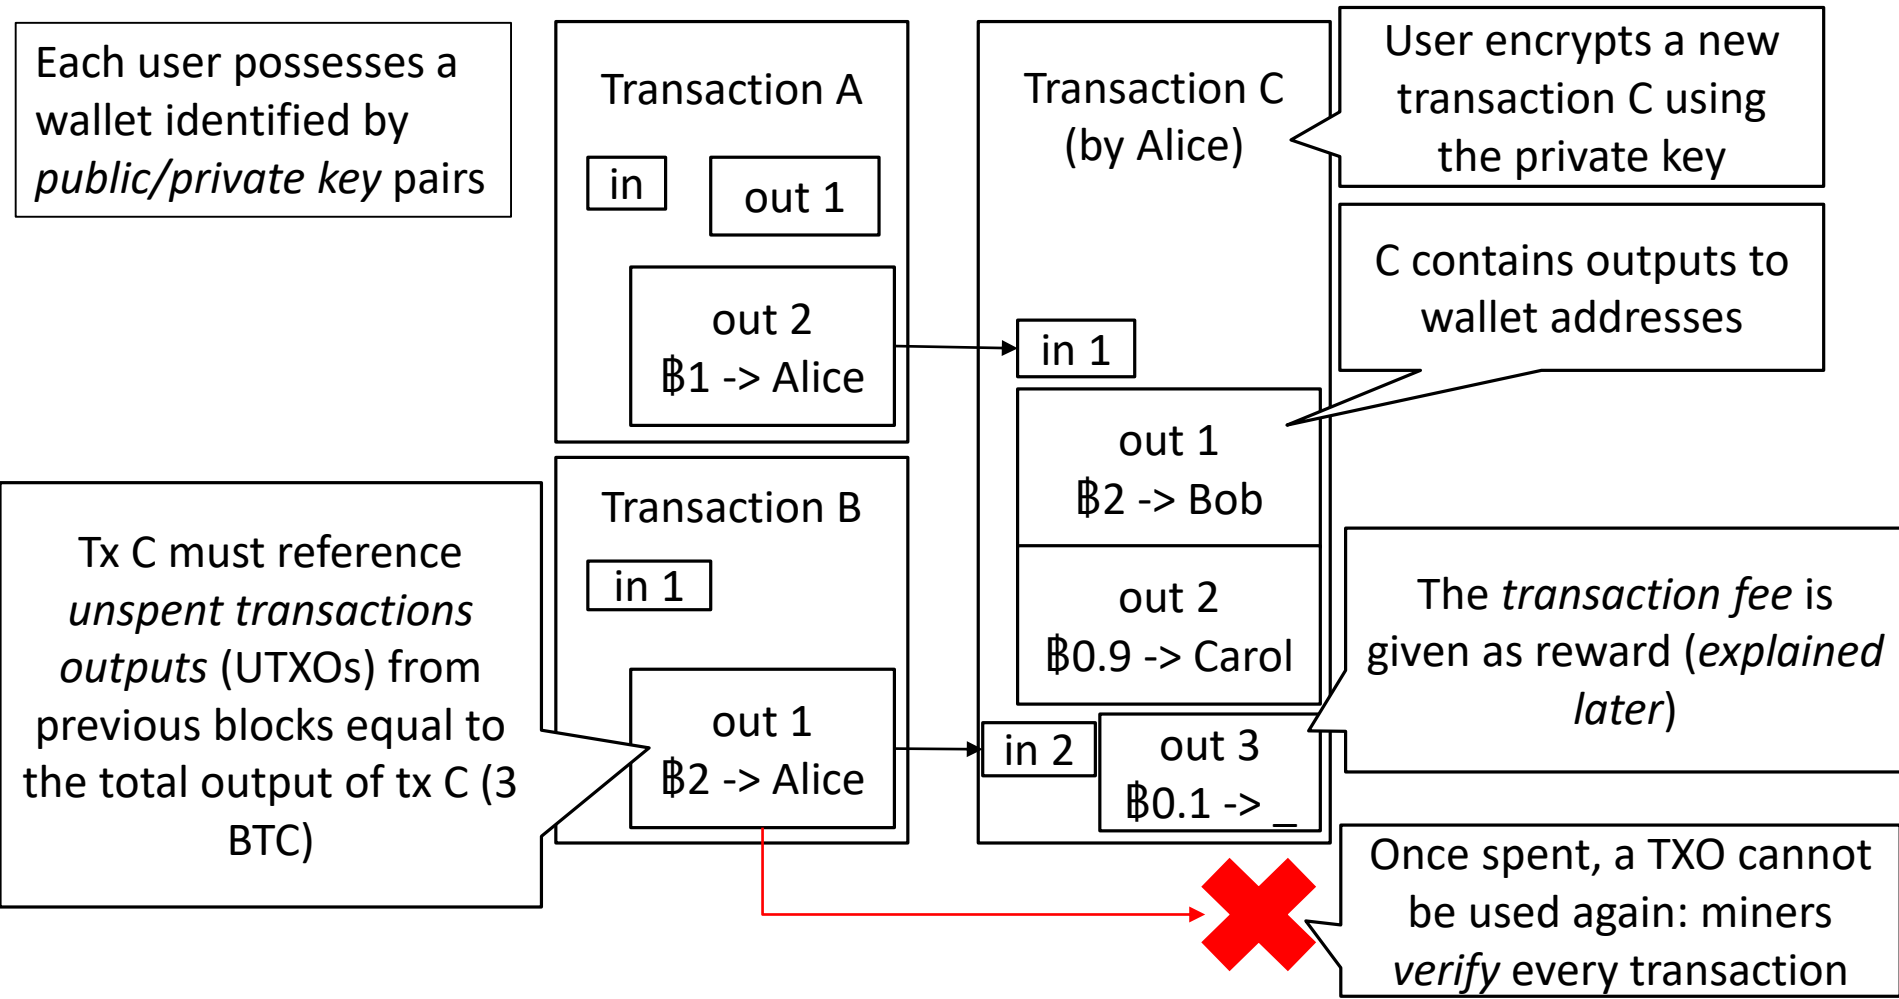 Each user possesses a
wallet identified by
public/private key pairs
Transaction A
in
out 1
out 2
฿1 -> Alice
Transaction B
in 1
out 1
฿2 -> Alice
Tx C must reference
unspent transactions
outputs (UTXOs) from
previous blocks equal to
the total output of tx C (3
BTC)
Transaction C
(by Alice)
in 1
out 1
฿2 -> Bob
out 2
฿0.9 -> Carol
in 2
out 3
฿0.1 -> _
User encrypts a new
transaction C using
the private key
C contains outputs to
wallet addresses
The transaction fee is
given as reward (explained
later)
Once spent, a TXO cannot
be used again: miners
verify every transaction